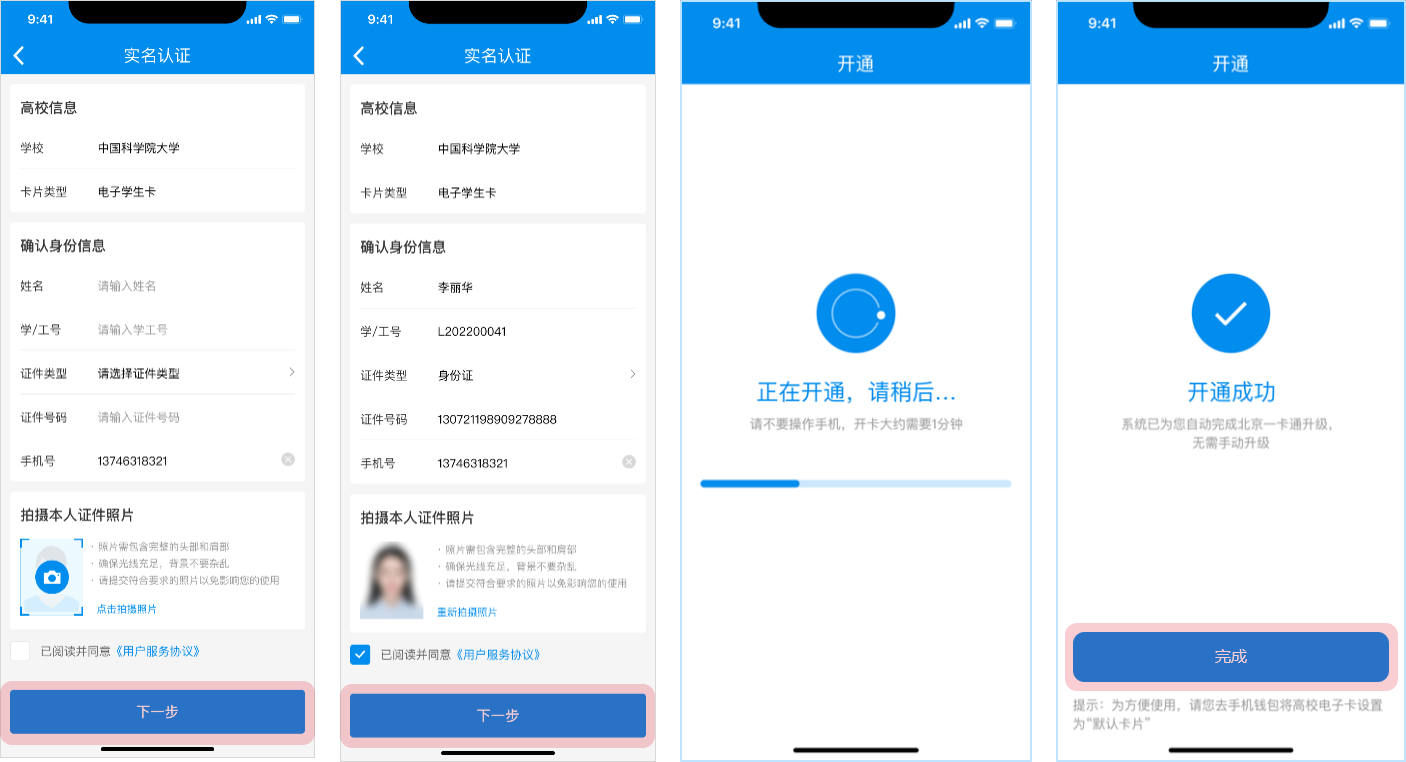 9:41
实名认证
高校信息
学校 中国科学院大学
卡片类型 电子学生卡
确认身份信息
姓名 请输入姓名
学/工号 请输入学工号
证件类型 请选择证件类型
证件号码 请输入证件号码
手机号 13746318321
拍摄本人证件照片
· 照片需包含完整的头部和肩部
· 确保光线充足，背景不要杂乱
· 请提交符合要求的照片以免影响您的使用
点击拍摄照片
已阅读并同意《用户服务协议》
下一步
9:41
实名认证
高校信息
学校 中国科学院大学
卡片类型 电子学生卡
确认身份信息
姓名 李丽华
学/工号 L202200041
证件类型 身份证
证件号码 130721198909278888
手机号 13746318321
拍摄本人证件照片
· 照片需包含完整的头部和肩部
· 确保光线充足，背景不要杂乱
· 请提交符合要求的照片以免影响您的使用
重新拍摄照片
已阅读并同意《用户服务协议》
下一步
9:41
开通
正在开通，请稍后...
请不要操作手机，开卡大约需要1分钟
9:41
开通
开通成功
系统已为您自动完成北京一卡通升级，
无需手动升级
完成
提示：为方便使用，请您去手机钱包将高校电子卡设置
为“默认卡片”